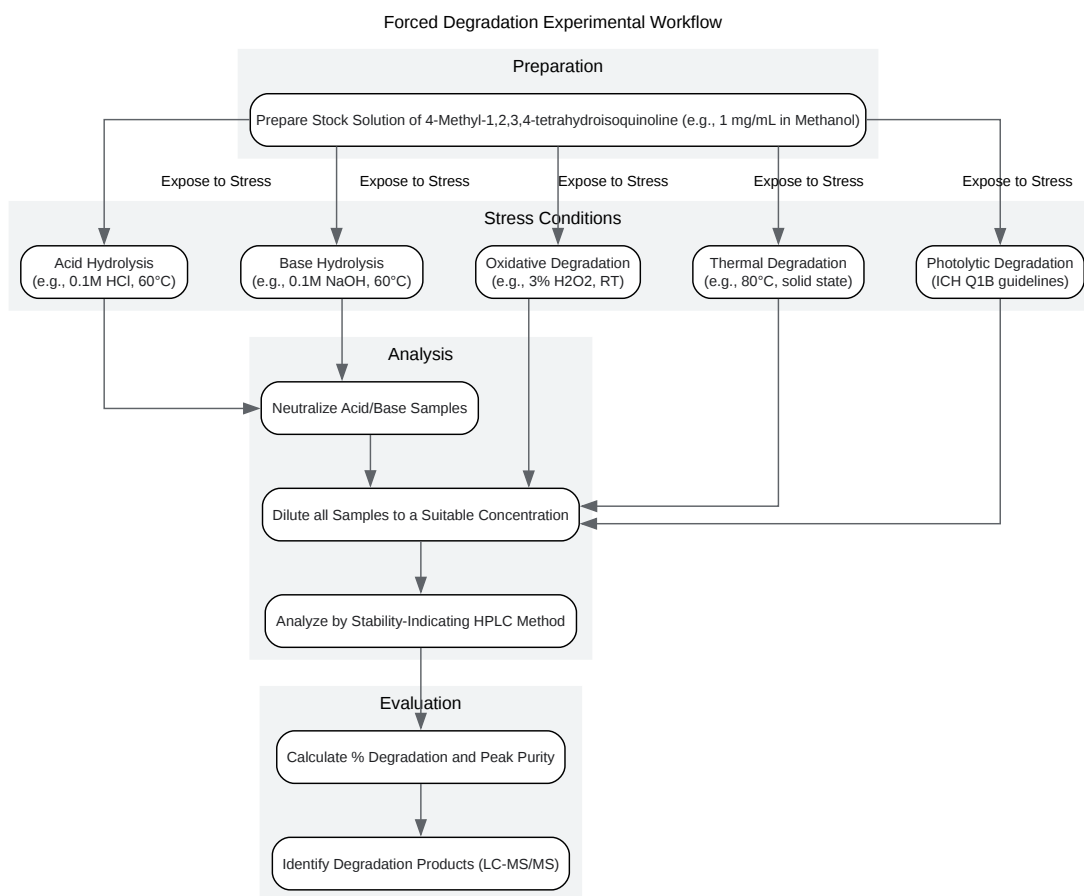 Forced Degradation Experimental Workflow
Preparation
Prepare Stock Solution of 4-Methyl-1,2,3,4-tetrahydroisoquinoline (e.g., 1 mg/mL in Methanol)
Expose to Stress
Expose to Stress
Expose to Stress
Expose to Stress
Expose to Stress
Stress Conditions
Acid Hydrolysis
(e.g., 0.1M HCl, 60°C)
Base Hydrolysis
(e.g., 0.1M NaOH, 60°C)
Oxidative Degradation
(e.g., 3% H2O2, RT)
Thermal Degradation
(e.g., 80°C, solid state)
Photolytic Degradation
(ICH Q1B guidelines)
Analysis
Neutralize Acid/Base Samples
Dilute all Samples to a Suitable Concentration
Analyze by Stability-Indicating HPLC Method
Evaluation
Calculate % Degradation and Peak Purity
Identify Degradation Products (LC-MS/MS)